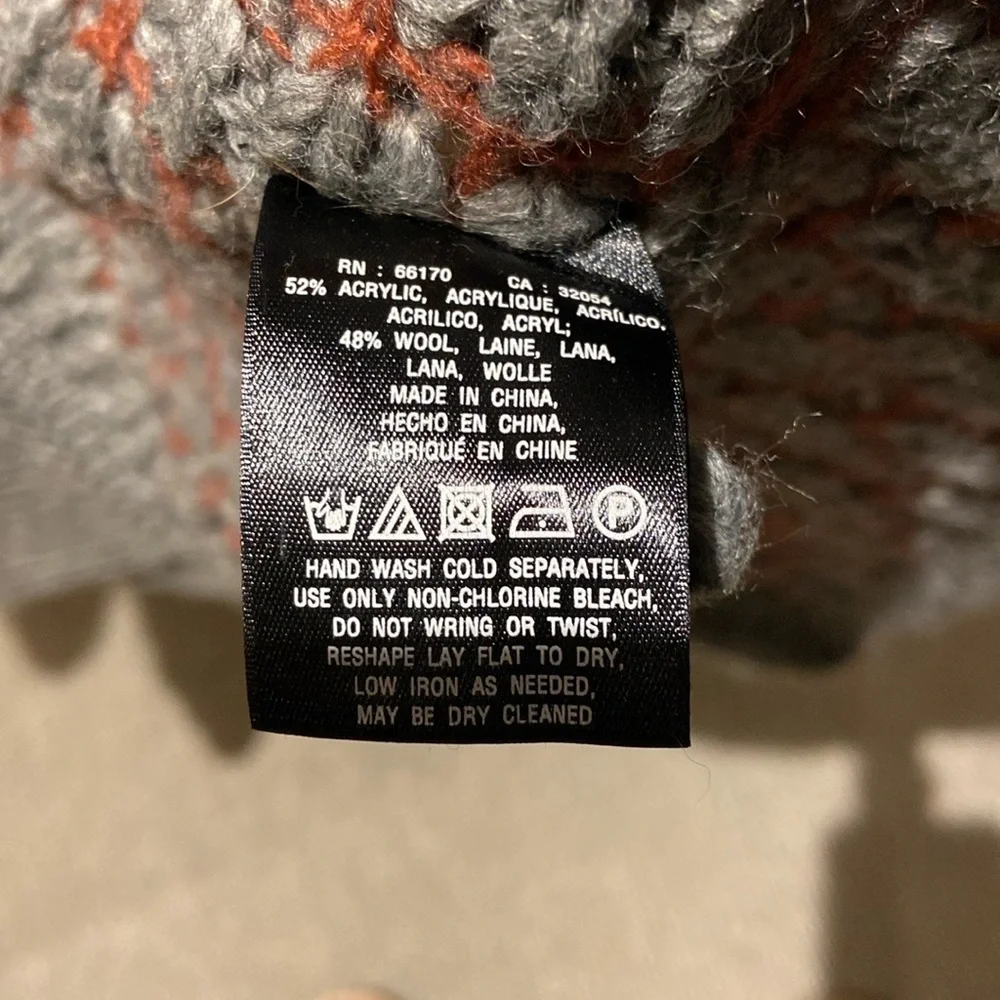 RN : 66170 CA : 32054
52% ACRYLIC, ACRYLIQUE, ACRÍLICO,
ACRILICO, ACRYL;
48% WOOL, LAINE, LANA,
LANA, WOLLE
MADE IN CHINA,
HECHO EN CHINA,
FABRIQUÉ EN CHINE
P
HAND WASH COLD SEPARATELY,
USE ONLY NON-CHLORINE BLEACH,
DO NOT WRING OR TWIST,
RESHAPE LAY FLAT TO DRY,
LOW IRON AS NEEDED,
MAY BE DRY CLEANED